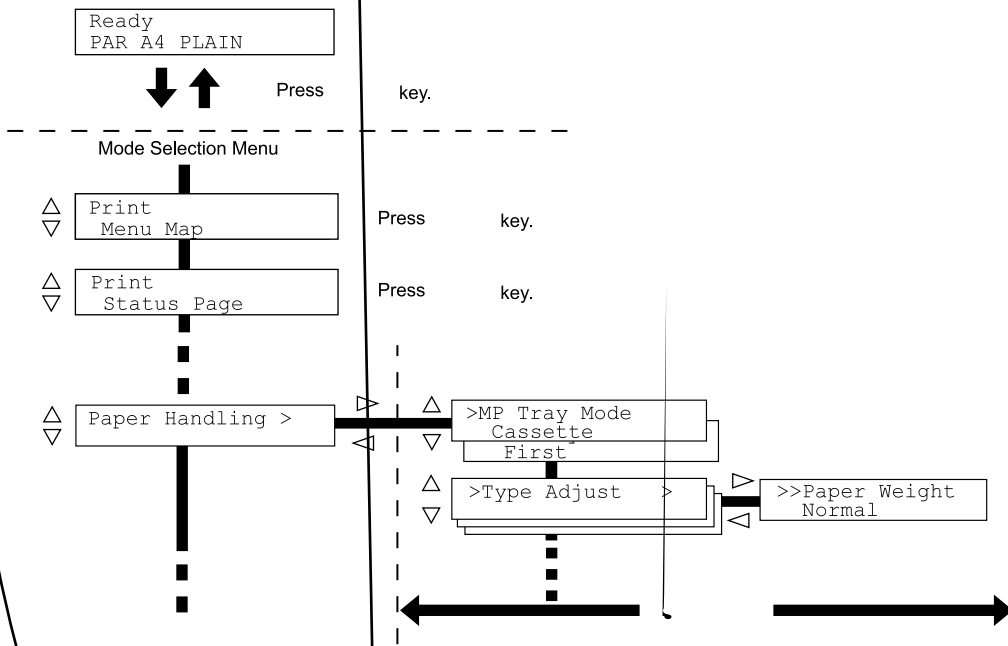 Ready
PAR A4 PLAIN
Press key.
Mode Selection Menu
Print
Menu Map
Press key.
Print
Status Page
Press key.
Paper Handling >
>MP Tray Mode
Cassette
First
>Type Adjust >
>>Paper Weight
Normal